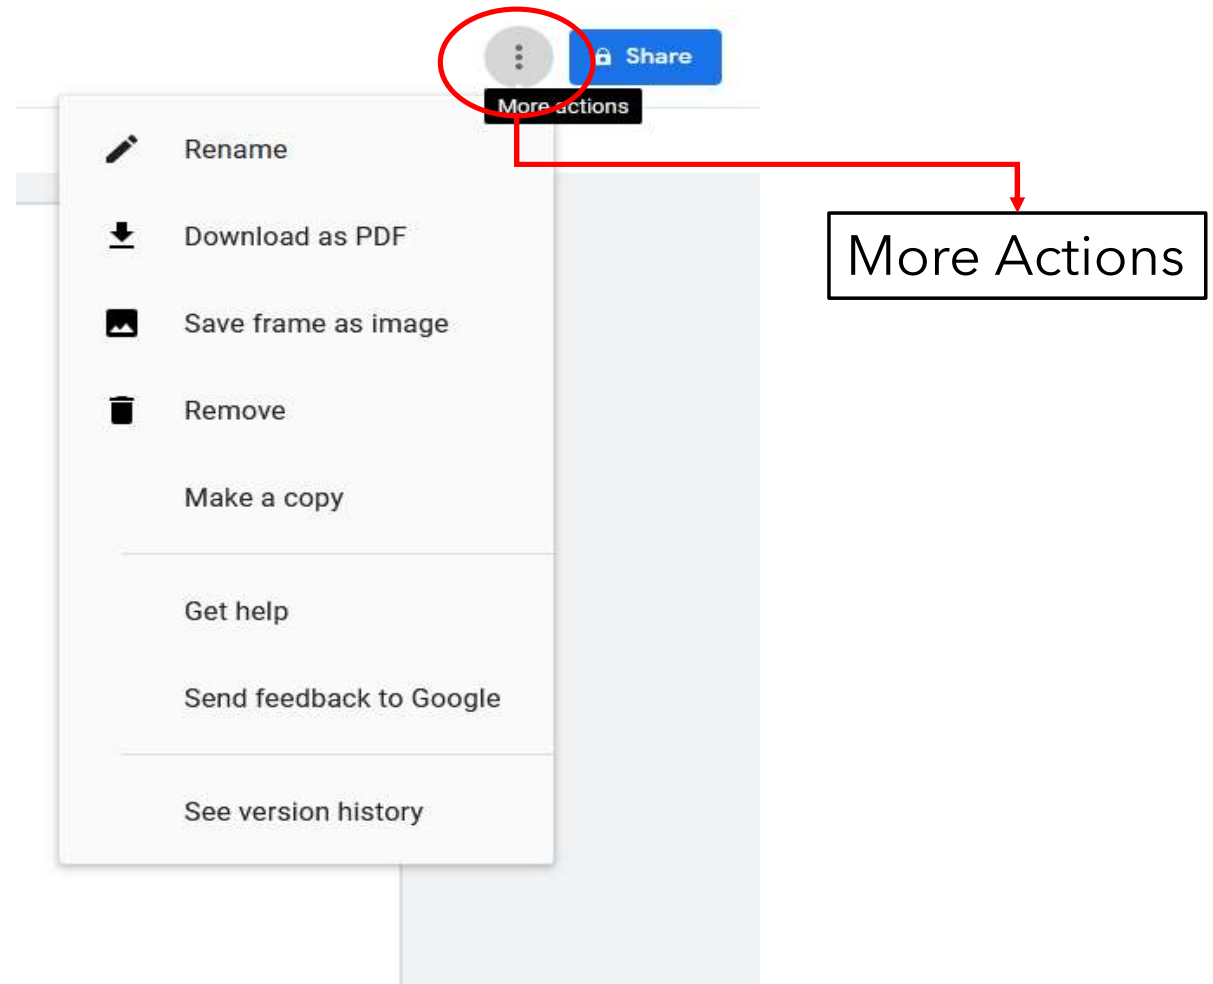 Share
More actions
Rename
Download as PDF
More Actions
Save frame as image
Remove
Make a copy
Get help
Send feedback to Google
See version history